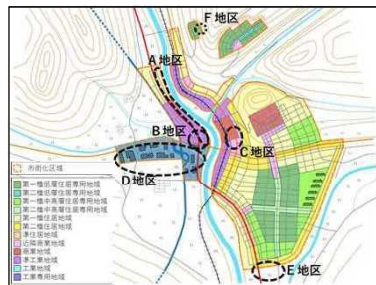 F地区
A地区
B地区
C地区
D地区
E地区
市街化区域
第一種低層住居専用地域
第二種低層住居専用地域
第一種中高層住居専用地域
第二種中高層住居専用地域
第一種住居地域
第二種住居地域
準住居地域
近隣商業地域
商業地域
準工業地域
工業地域
工業専用地域